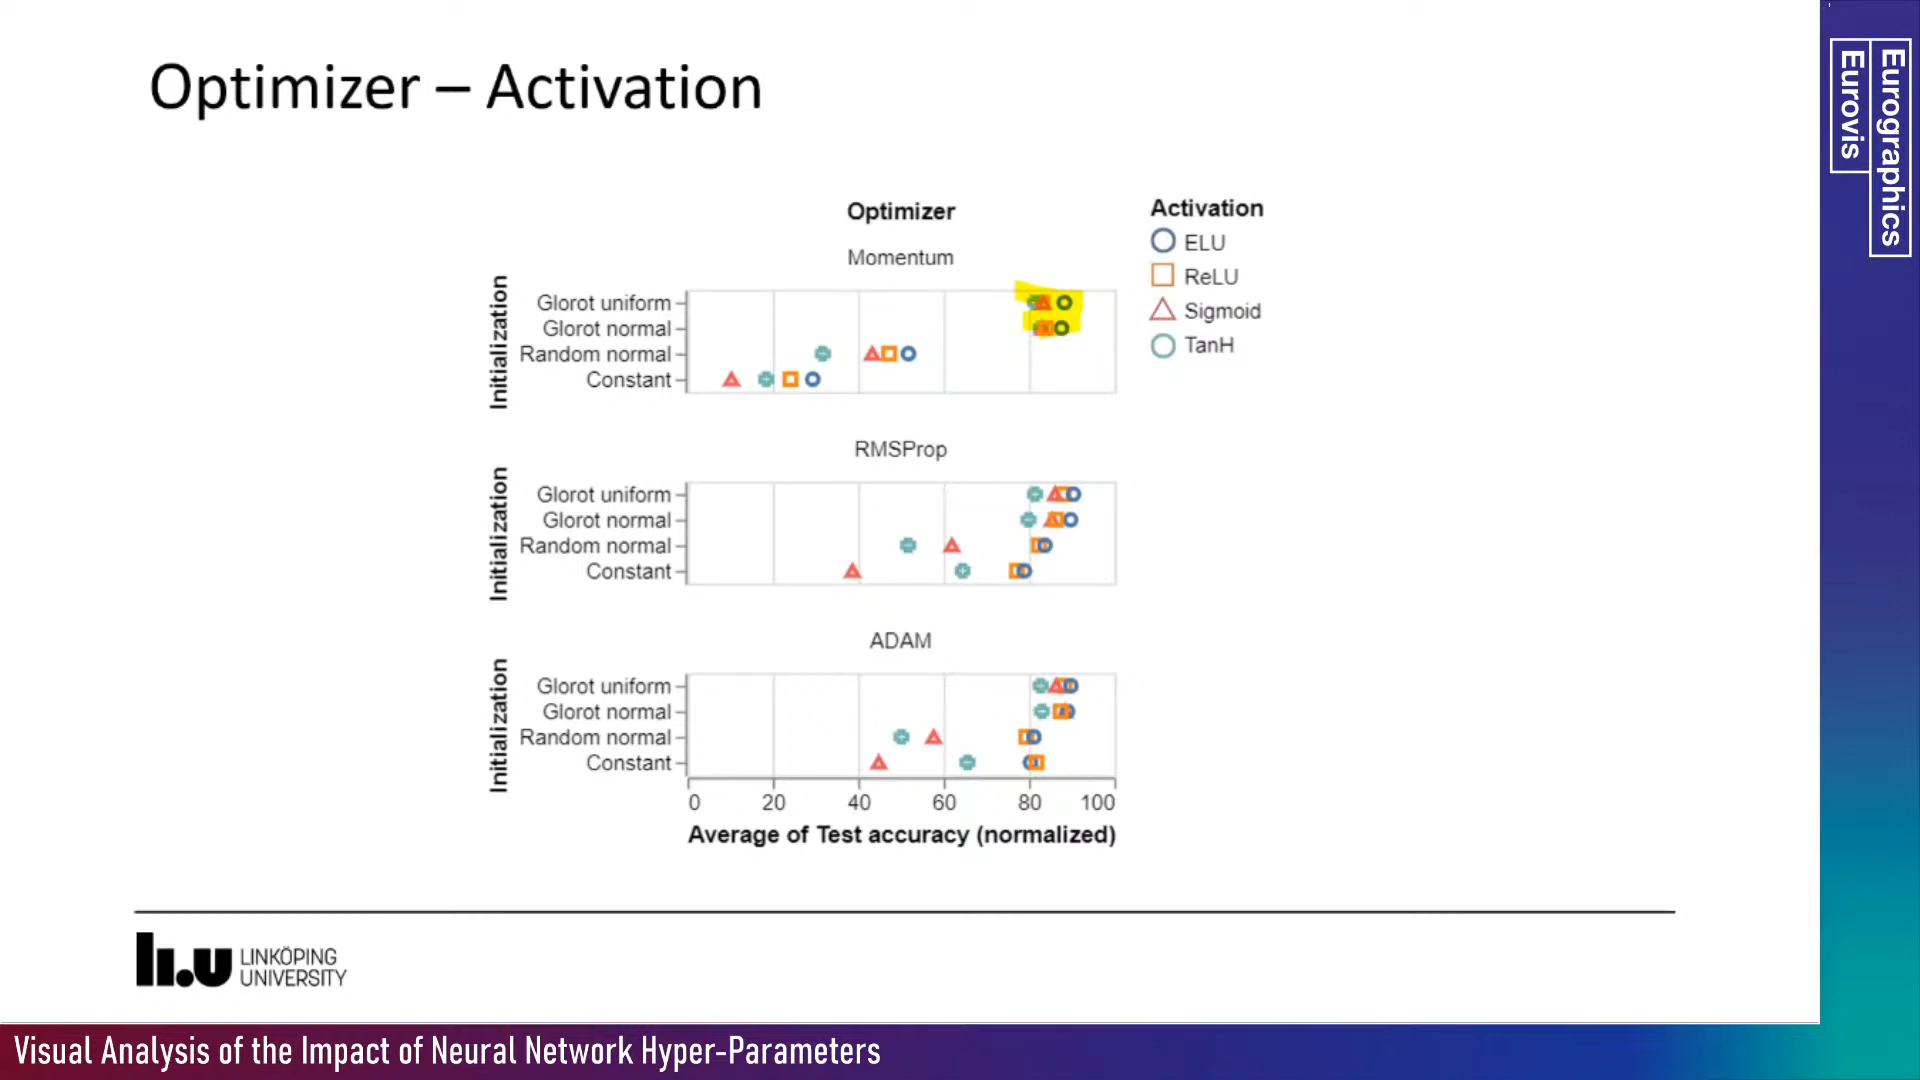 Optimizer – Activation
Optimizer
Activation
ELU
ReLU
Sigmoid
TanH
Momentum
Initialization
Glorot uniform
Glorot normal
Random normal
Constant
RMSProp
Initialization
Glorot uniform
Glorot normal
Random normal
Constant
ADAM
Initialization
Glorot uniform
Glorot normal
Random normal
Constant
0 20 40 60 80 100
Average of Test accuracy (normalized)
li.u LINKÖPING
UNIVERSITY
Eurographics
Eurovis
Visual Analysis of the Impact of Neural Network Hyper-Parameters